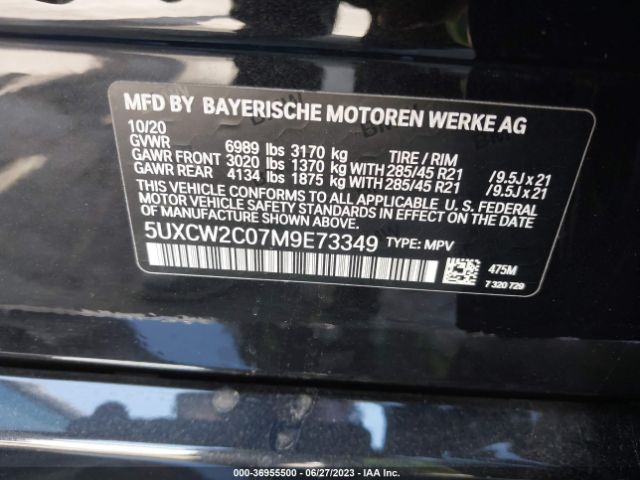 MFD BY BAYERISCHE MOTOREN WERKE AG
10/20
GVWR 6989 lbs 3170 kg TIRE / RIM
GAWR FRONT 3020 lbs 1370 kg WITH 285/45 R21 /9.5J x 21
GAWR REAR 4134 lbs 1875 kg WITH 285/45 R21 /9.5J x 21
THIS VEHICLE CONFORMS TO ALL APPLICABLE U. S. FEDERAL
MOTOR VEHICLE SAFETY STANDARDS IN EFFECT ON THE
DATE OF MANUFACTURE SHOWN ABOVE.
5UXCW2C07M9E73349 TYPE: MPV
475M
7 320 729
000-36955500 - 06/27/2023 - IAA Inc.